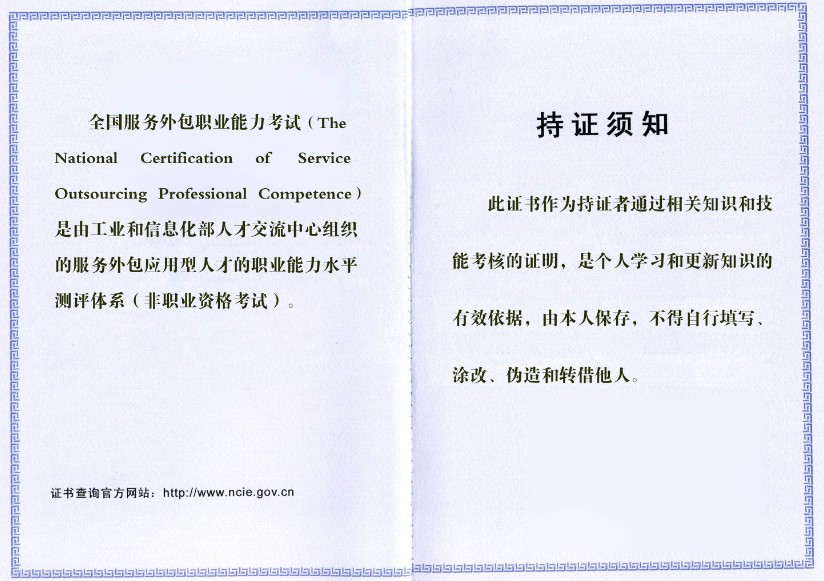 全国服务外包职业能力考试（The
National Certification of Service
Outsourcing Professional Competence）
是由工业和信息化部人才交流中心组织
的服务外包应用型人才的职业能力水平
测评体系（非职业资格考试）。
证书查询官方网站：http://www.ncie.gov.cn
持证须知
此证书作为持证者通过相关知识和技
能考核的证明，是个人学习和更新知识的
有效依据，由本人保存，不得自行填写、
涂改、伪造和转借他人。